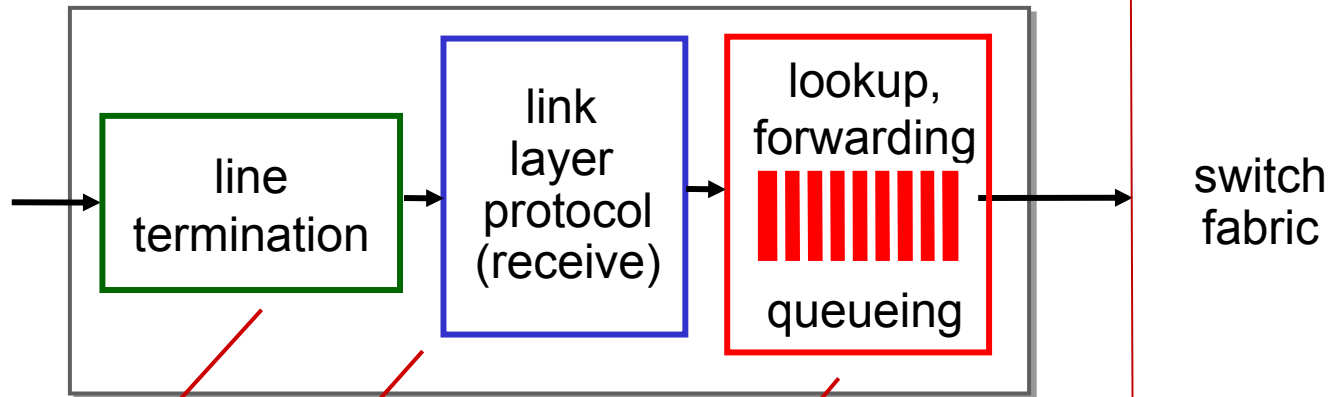 line
termination
link
layer
protocol
(receive)
lookup,
forwarding
queueing
switch
fabric